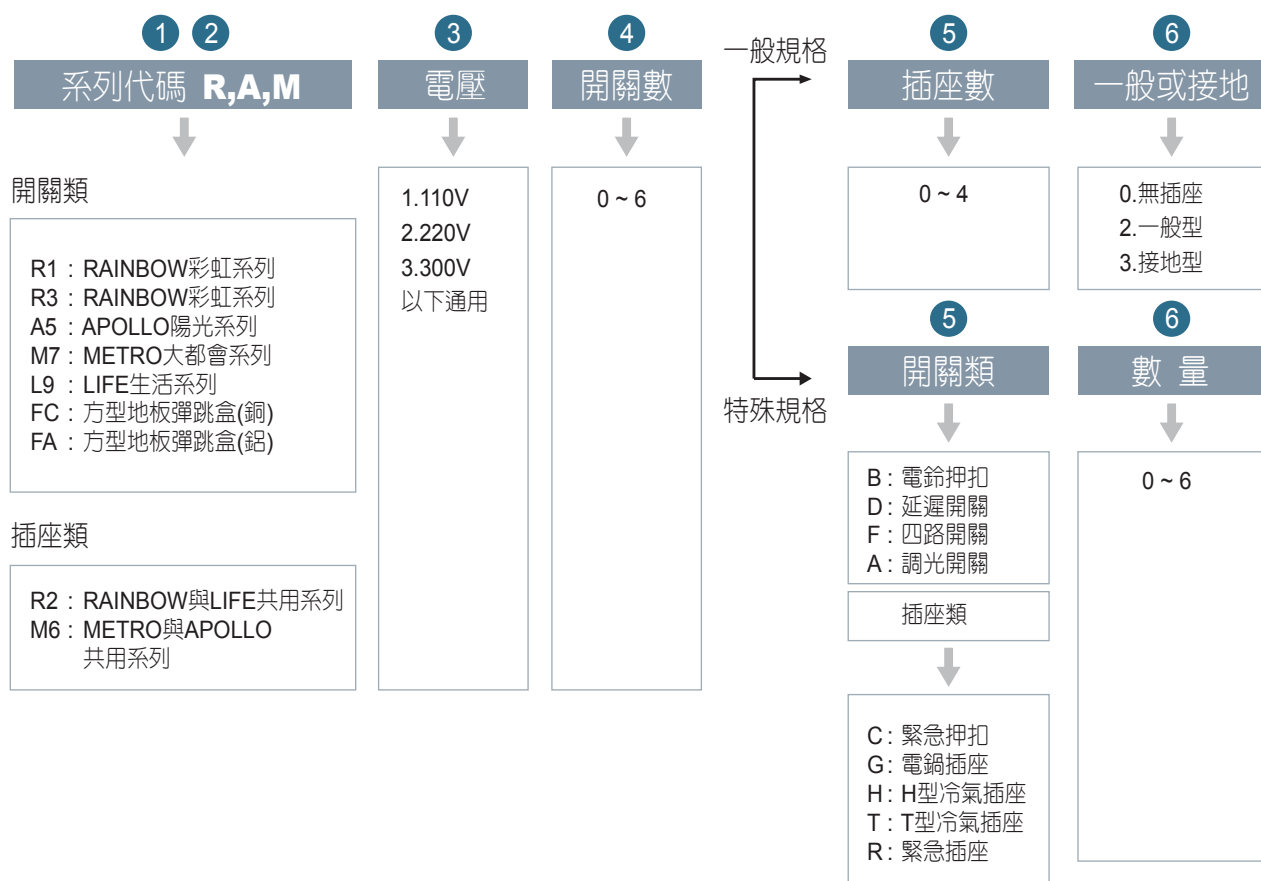 1 2
系列代碼 R,A,M
開關類
R1 : RAINBOW彩虹系列
R3 : RAINBOW彩虹系列
A5 : APOLLO陽光系列
M7 : METRO大都會系列
L9 : LIFE生活系列
FC : 方型地板彈跳盒(銅)
FA : 方型地板彈跳盒(鋁)
插座類
R2 : RAINBOW與LIFE共用系列
M6 : METRO與APOLLO
共用系列
3
電壓
1.110V
2.220V
3.300V
以下通用
4
開關數
0 ~ 6
一般規格
5
插座數
0 ~ 4
6
一般或接地
0.無插座
2.一般型
3.接地型
特殊規格
5
開關類
B : 電鈴押扣
D : 延遲開關
F : 四路開關
A : 調光開關
插座類
C : 緊急押扣
G : 電鍋插座
H : H型冷氣插座
T : T型冷氣插座
R : 緊急插座
6
數 量
0 ~ 6